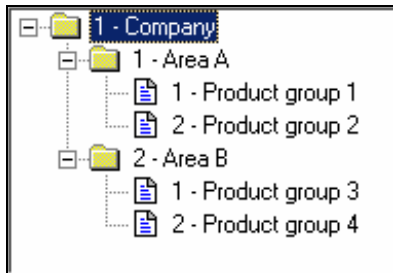 1 - Company
1 - Area A
1 - Product group 1
2 - Product group 2
2 - Area B
1 - Product group 3
2 - Product group 4